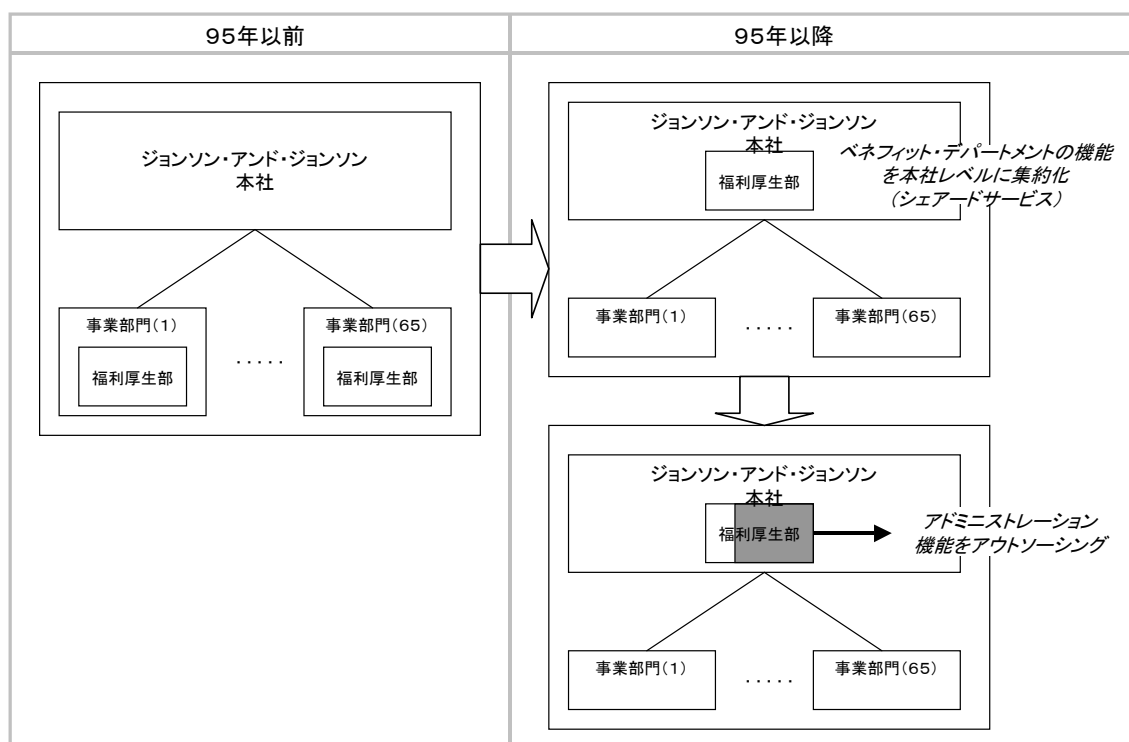 95年以前
95年以降
ジョンソン・アンド・ジョンソン
本社
事業部門(1)
福利厚生部
.....
事業部門(65)
福利厚生部
ジョンソン・アンド・ジョンソン
本社
福利厚生部
ベネフィット・デパートメントの機能
を本社レベルに集約化
(シェアードサービス)
事業部門(1)
.....
事業部門(65)
ジョンソン・アンド・ジョンソン
本社
福利厚生部
アドミニストレーション
機能をアウトソーシング
事業部門(1)
.....
事業部門(65)